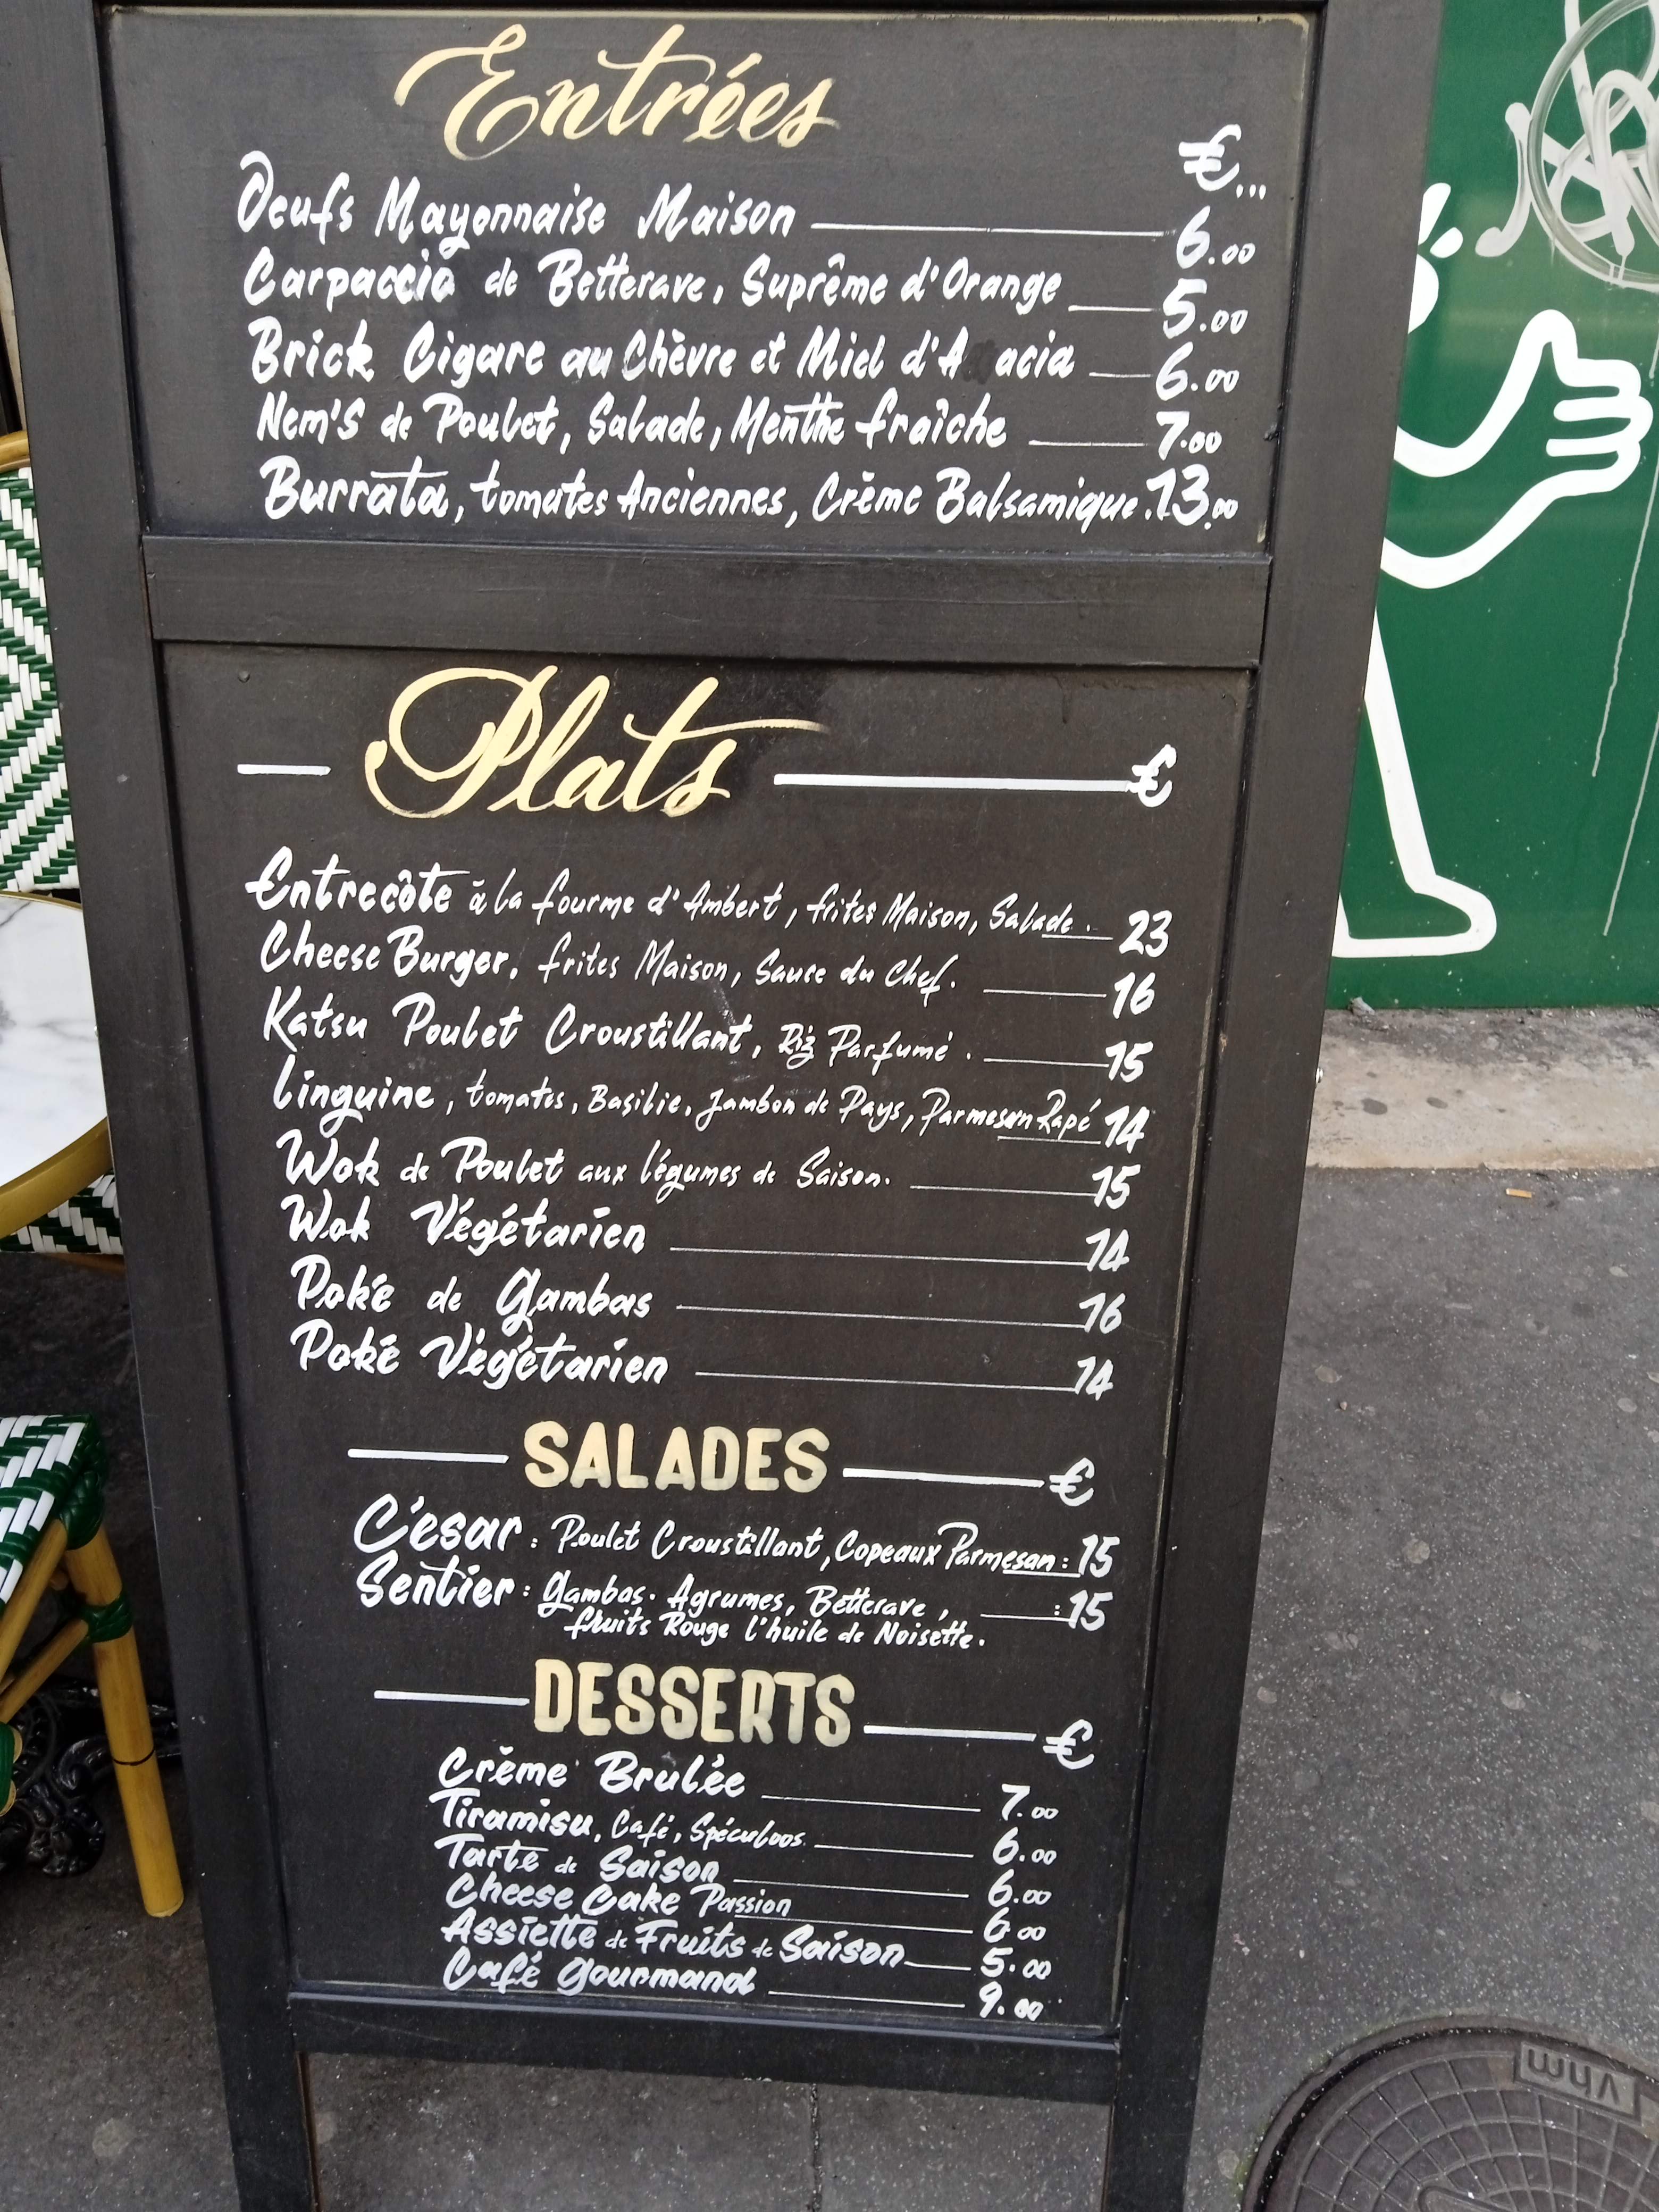 Entrées
€...
Oeufs Mayonnaise Maison 6.00
Carpaccio de Betterave, Suprême d'Orange 5.00
Brick Cigare au Chèvre et Miel d'A acia 6.00
Nem's de Poulet, Salade, Menthe fraîche 7.00
Burrata, tomates Anciennes, Crème Balsamique. 13.00
Plats €
Entrecôte à la fourme d'Ambert, frites Maison, Salade. 23
Cheese Burger, frites Maison, Sauce du Chef. 16
Katsu Poulet Croustillant, Riz Parfumé. 15
Linguine, tomates, Basilic, Jambon de Pays, Parmesan Rapé 14
Wok de Poulet aux légumes de Saison. 15
Wok Végétarien 14
Poké de Gambas 16
Poké Végétarien 14
SALADES €
César : Poulet Croustillant, Copeaux Parmesan : 15
Sentier : Gambas. Agrumes, Betterave, : 15
fruits Rouge l'huile de Noisette.
DESSERTS €
Crème Brulée 7.00
Tiramisu, Café, Spéculoos 6.00
Tarte de Saison 6.00
Cheese Cake Passion 6 00
Assiette de Fruits de Saison 5.00
Café Gourmand 9.00
vhm